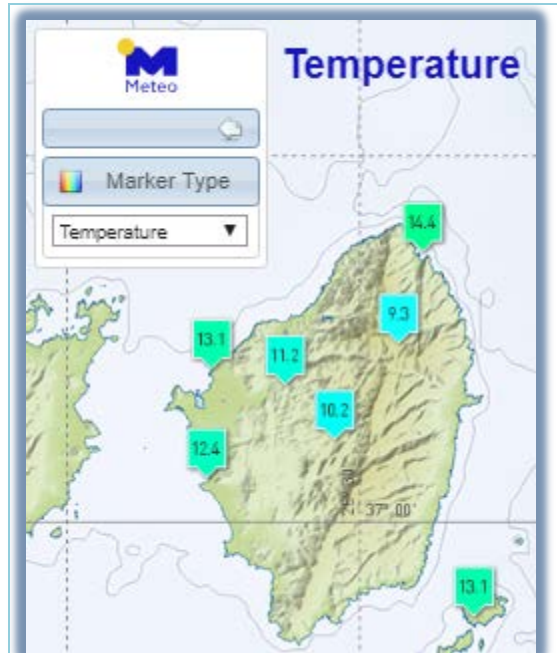 Temperature
Meteo
Marker Type
Temperature
14.4
9.3
13.1
11.2
10.2
12.4
37° 00'
13.1